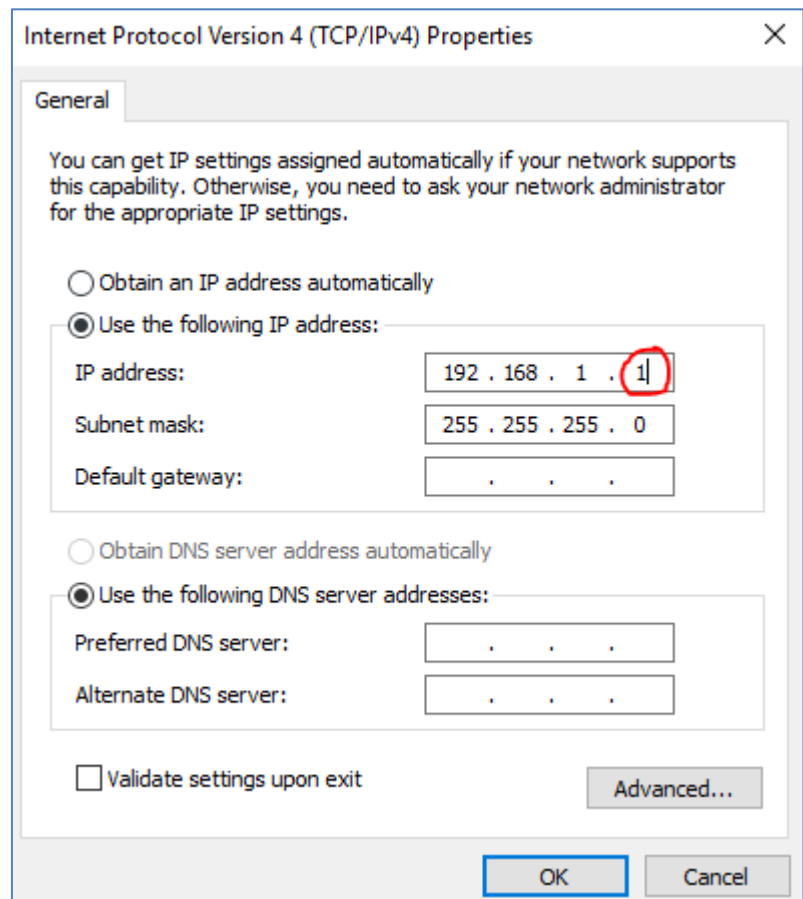 Internet Protocol Version 4 (TCP/IPv4) Properties
General
You can get IP settings assigned automatically if your network supports
this capability. Otherwise, you need to ask your network administrator
for the appropriate IP settings.
Obtain an IP address automatically
Use the following IP address:
IP address: 192 . 168 . 1 . 1
Subnet mask: 255 . 255 . 255 . 0
Default gateway: . . .
Obtain DNS server address automatically
Use the following DNS server addresses:
Preferred DNS server: . . .
Alternate DNS server: . . .
Validate settings upon exit
Advanced...
OK Cancel